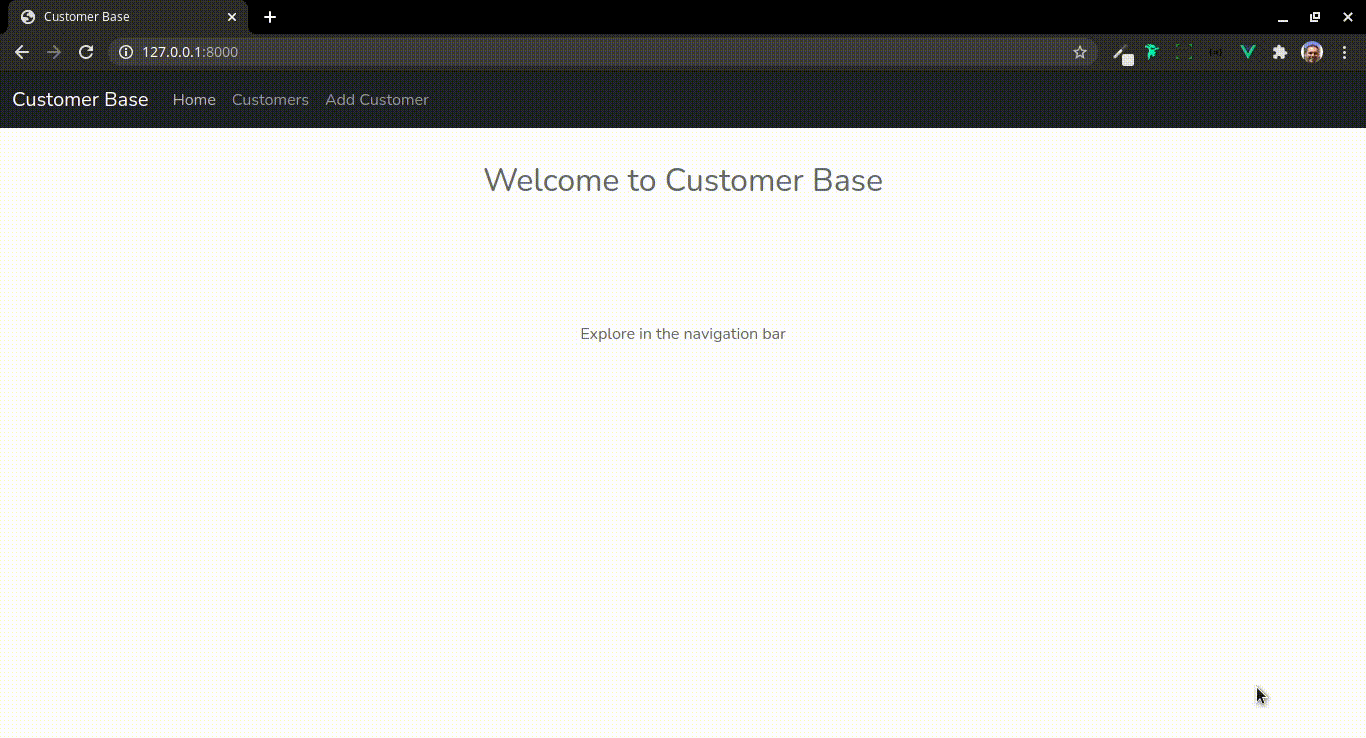 Customer Base
127.0.0.1:8000
Customer Base Home Customers Add Customer
Welcome to Customer Base
Explore in the navigation bar